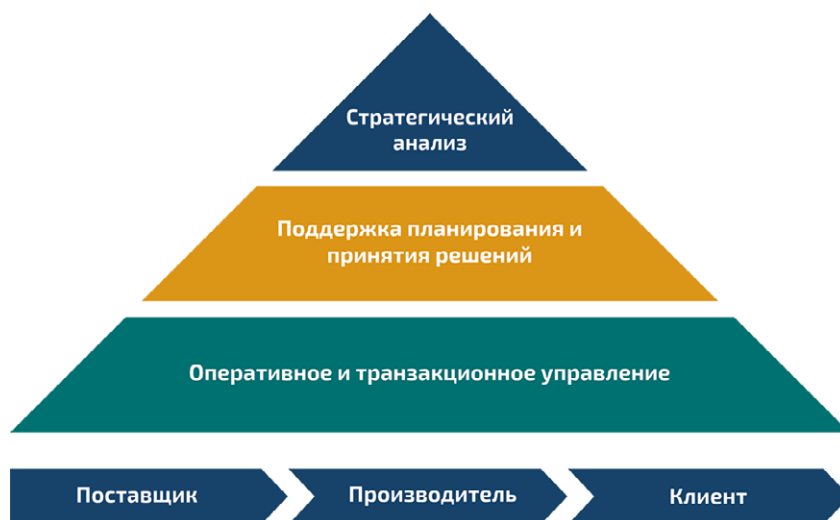 Стратегический
анализ
Поддержка планирования и
принятия решений
Оперативное и транзакционное управление
Поставщик
Производитель
Клиент